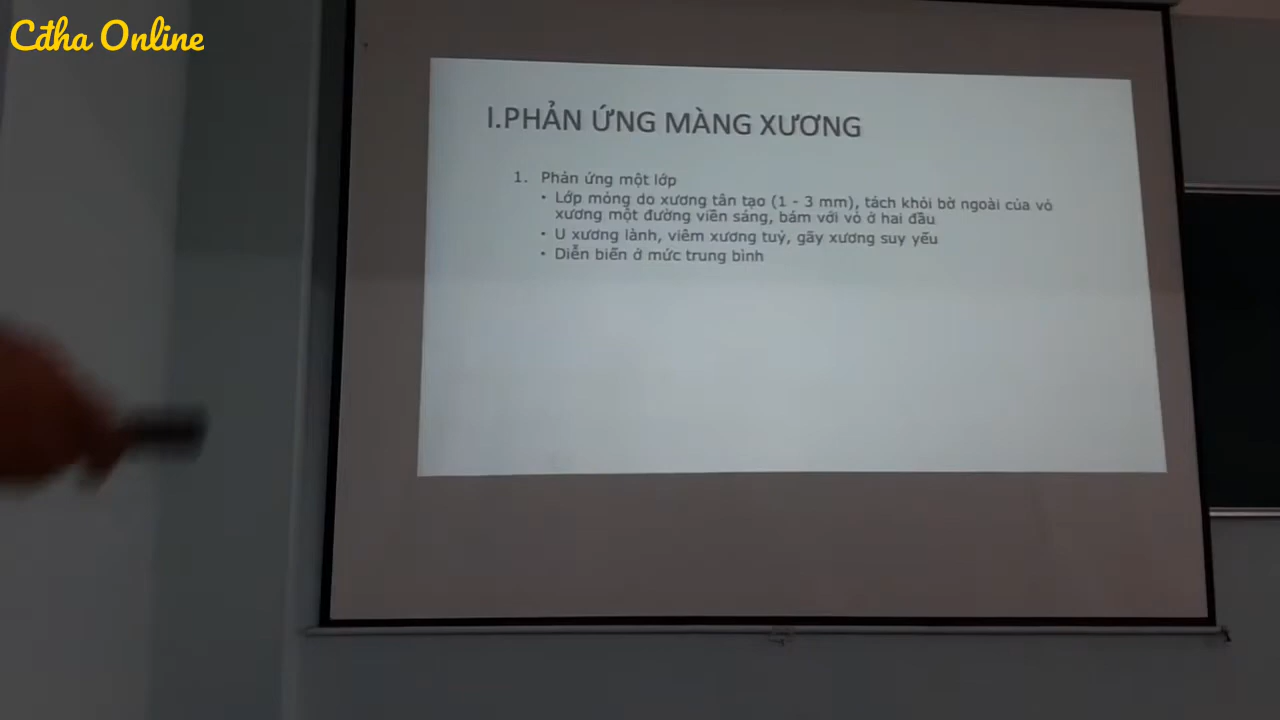 Cđha Online
I.PHẢN ỨNG MÀNG XƯƠNG
1. Phản ứng một lớp
• Lớp mỏng do xương tân tạo (1 - 3 mm), tách khỏi bờ ngoài của vỏ
xương một đường viền sáng, bám với vỏ ở hai đầu
• U xương lành, viêm xương tuỷ, gãy xương suy yếu
• Diễn biến ở mức trung bình